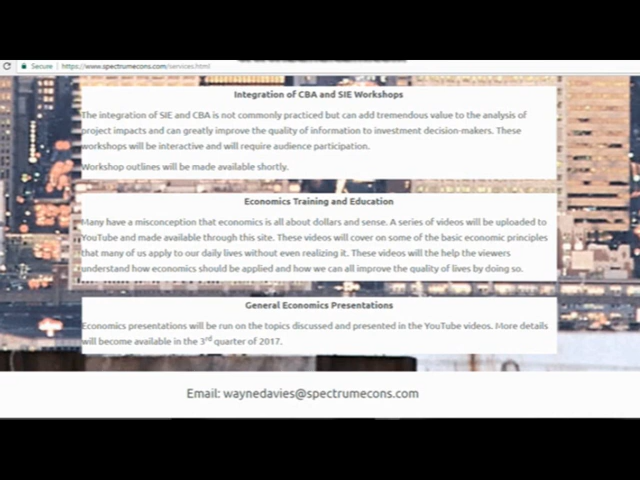 Secure
https://www.spectrumecons.com/services.html
Integration of CBA and SIE Workshops
The integration of SIE and CBA is not commonly practiced but can add tremendous value to the analysis of
project impacts and can greatly improve the quality of information to investment decision-makers. These
workshops will be interactive and will require audience participation.
Workshop outlines will be made available shortly.
Economics Training and Education
Many have a misconception that economics is all about dollars and sense. A series of videos will be uploaded to
YouTube and made available through this site. These videos will cover on some of the basic economic principles
that many of us apply to our daily lives without even realizing it. These videos will the help the viewers
understand how economics should be applied and how we can all improve the quality of lives by doing so.
General Economics Presentations
Economics presentations will be run on the topics discussed and presented in the YouTube videos. More details
will become available in the 3rd quarter of 2017.
Email: waynedavies@spectrumecons.com